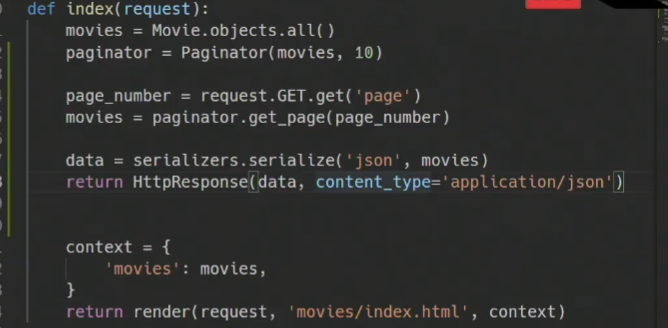 def index(request):
    movies = Movie.objects.all()
    paginator = Paginator(movies, 10)
    page_number = request.GET.get('page')
    movies = paginator.get_page(page_number)
    data = serializers.serialize('json', movies)
    return HttpResponse(data, content_type='application/json')
    context = {
        'movies': movies,
    }
    return render(request, 'movies/index.html', context)